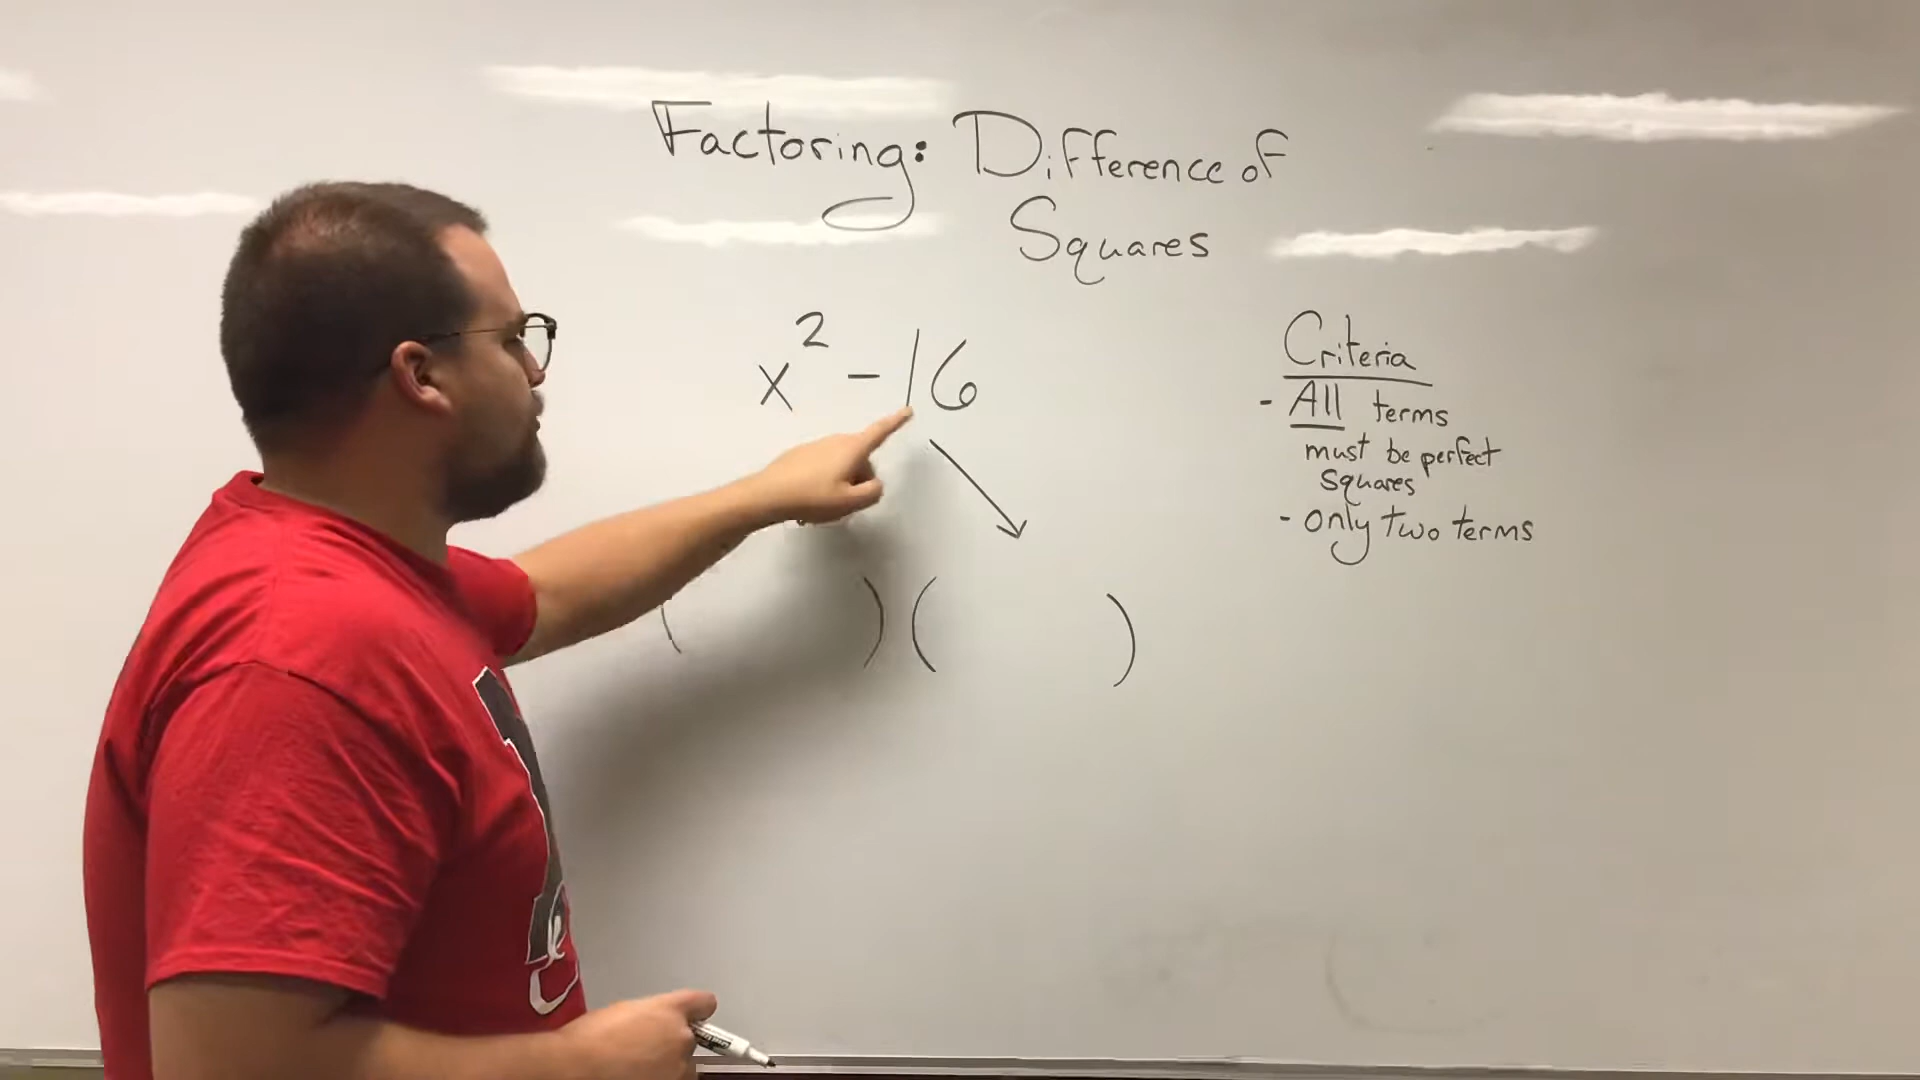 Factoring: Difference of
Squares
x² - 16
( ) ( )
Criteria
- All terms
must be perfect
squares
- only two terms